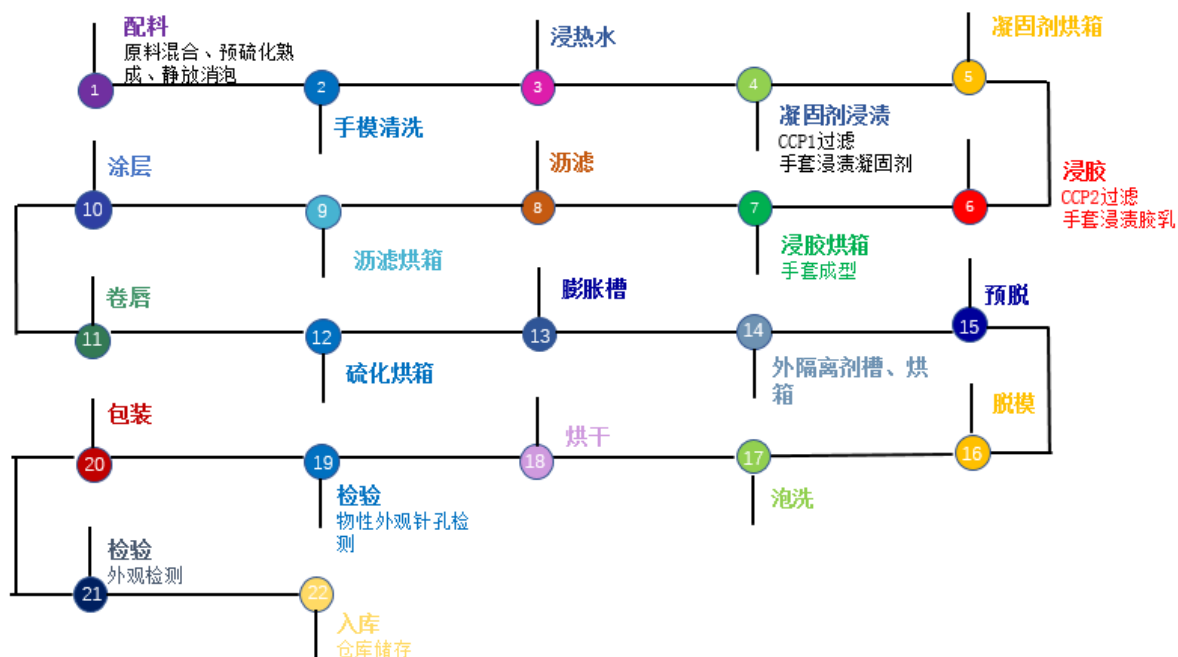 1
配料
原料混合、预硫化熟
成、静放消泡
2
手模清洗
3
浸热水
4
凝固剂浸渍
CCP1过滤
手套浸渍凝固剂
5
凝固剂烘箱
6
浸胶
CCP2过滤
手套浸渍胶乳
7
浸胶烘箱
手套成型
8
沥滤
9
沥滤烘箱
10
涂层
11
卷唇
12
硫化烘箱
13
膨胀槽
14
外隔离剂槽、烘
箱
15
预脱
16
脱模
17
泡洗
18
烘干
19
检验
物性外观针孔检
测
20
包装
21
检验
外观检测
22
入库
仓库储存